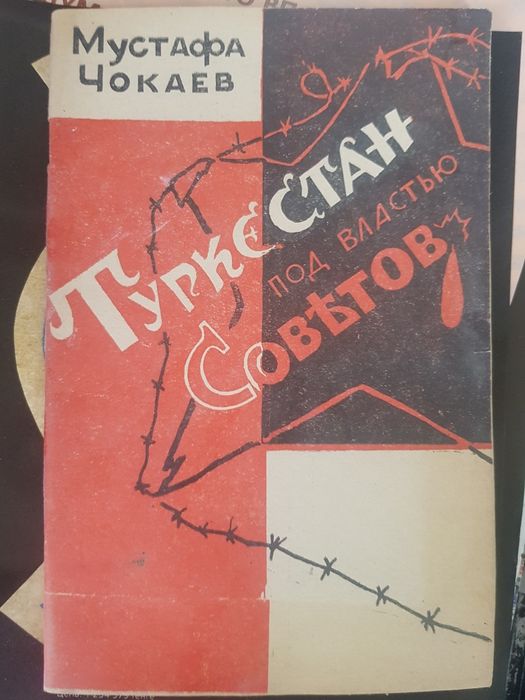 Мустафа
Чокаев
Туркестан
под властью
Совѣтов